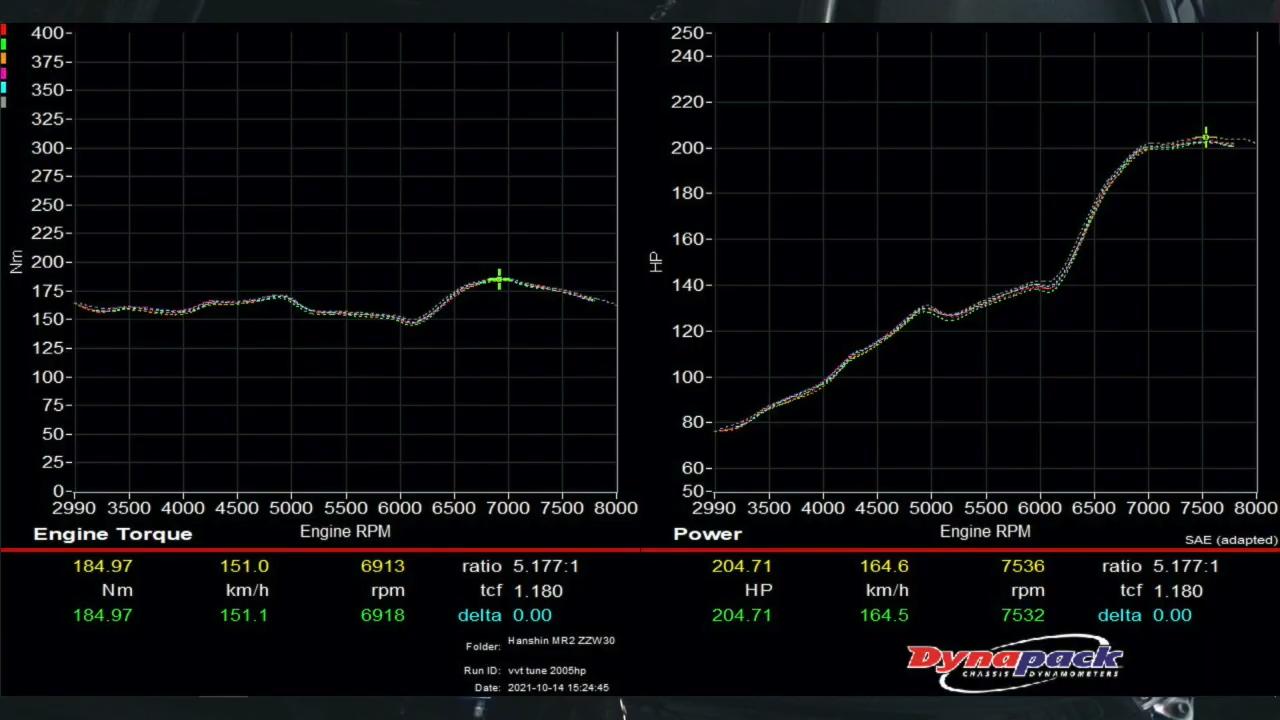 400
375
350
325
300
275
250
225
200
175
150
125
100
75
50
25
0
Nm
2990 3500 4000 4500 5000 5500 6000 6500 7000 7500 8000
Engine Torque
Engine RPM
250
240
220
200
180
160
140
120
100
80
60
50
HP
2990 3500 4000 4500 5000 5500 6000 6500 7000 7500 8000
Power
Engine RPM
SAE (adapted)
184.97 151.0 6913 ratio 5.177:1
Nm km/h rpm tcf 1.180
184.97 151.1 6918 delta 0.00
204.71 164.6 7536 ratio 5.177:1
HP km/h rpm tcf 1.180
204.71 164.5 7532 delta 0.00
Folder: Hanshin MR2 ZZW30
Run ID: vvt tune 2005hp
Date: 2021-10-14 15:24:45
Dynapack
CHASSIS DYNAMOMETERS